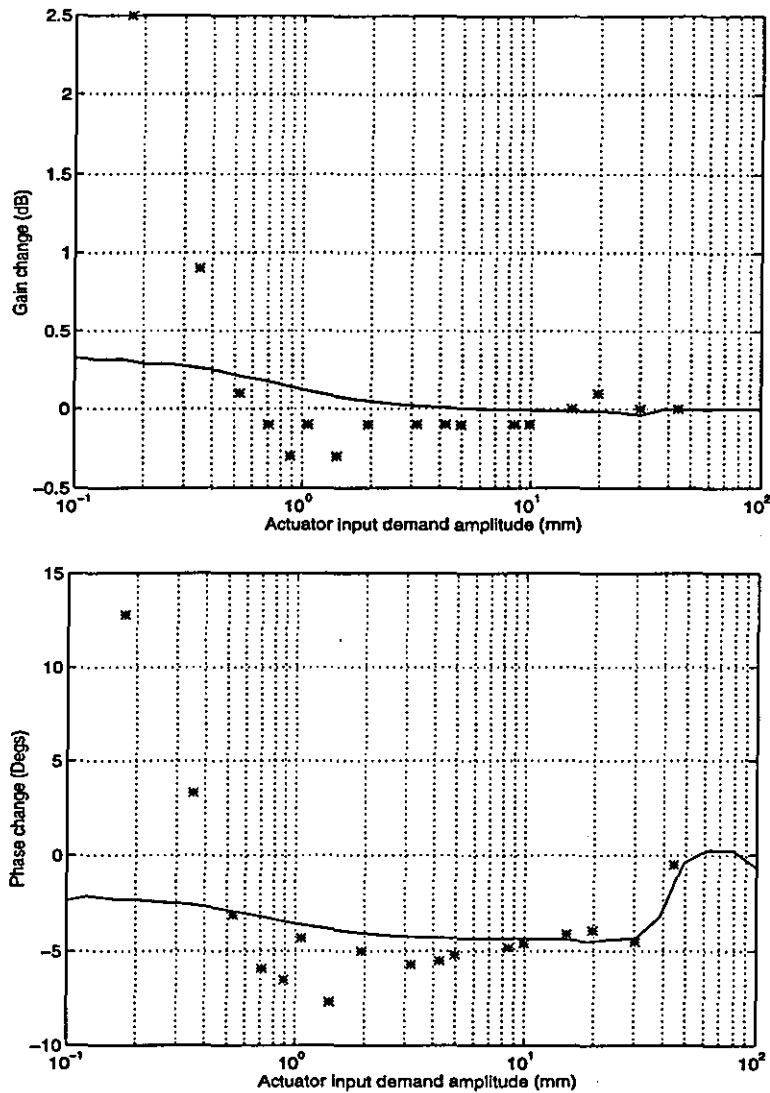 2.5
2
1.5
1
0.5
0
−0.5
Gain change (dB)
10⁻¹ 10⁰ 10¹ 10²
Actuator input demand amplitude (mm)
15
10
5
0
−5
−10
Phase change (Degs)
10⁻¹ 10⁰ 10¹ 10²
Actuator input demand amplitude (mm)